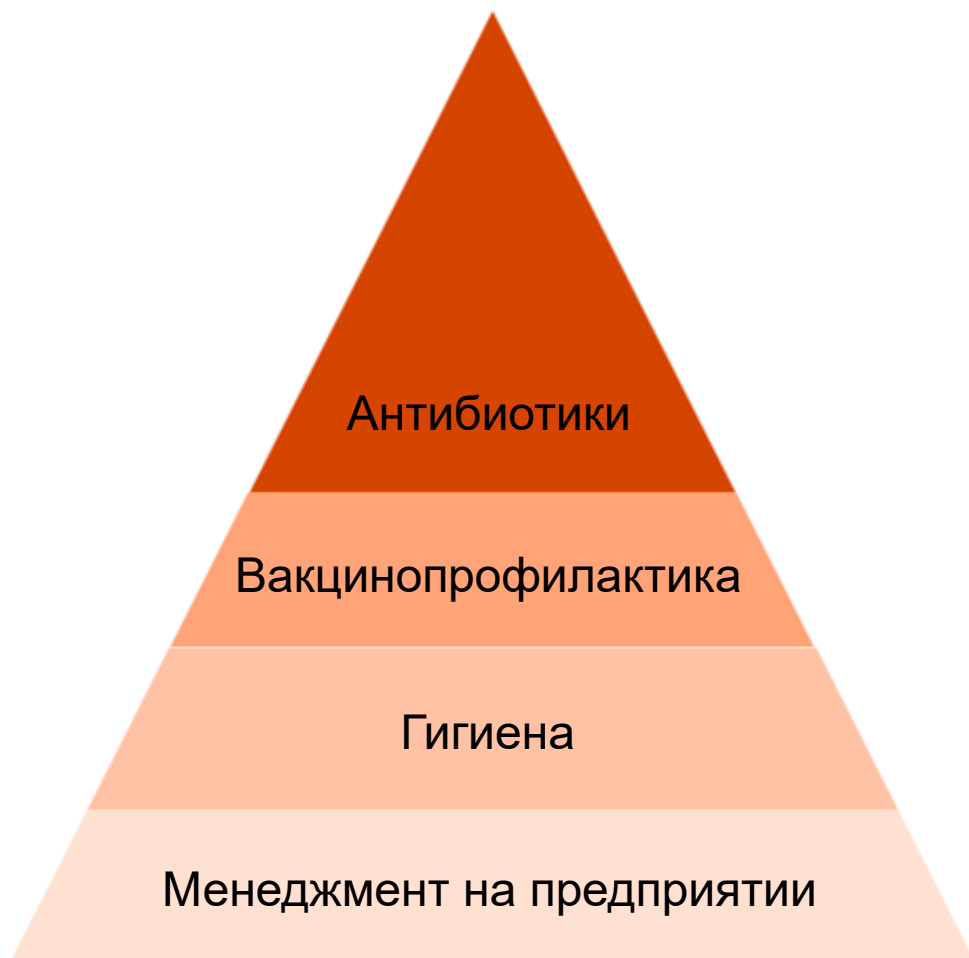 Антибиотики
Вакцинопрофилактика
Гигиена
Менеджмент на предприятии